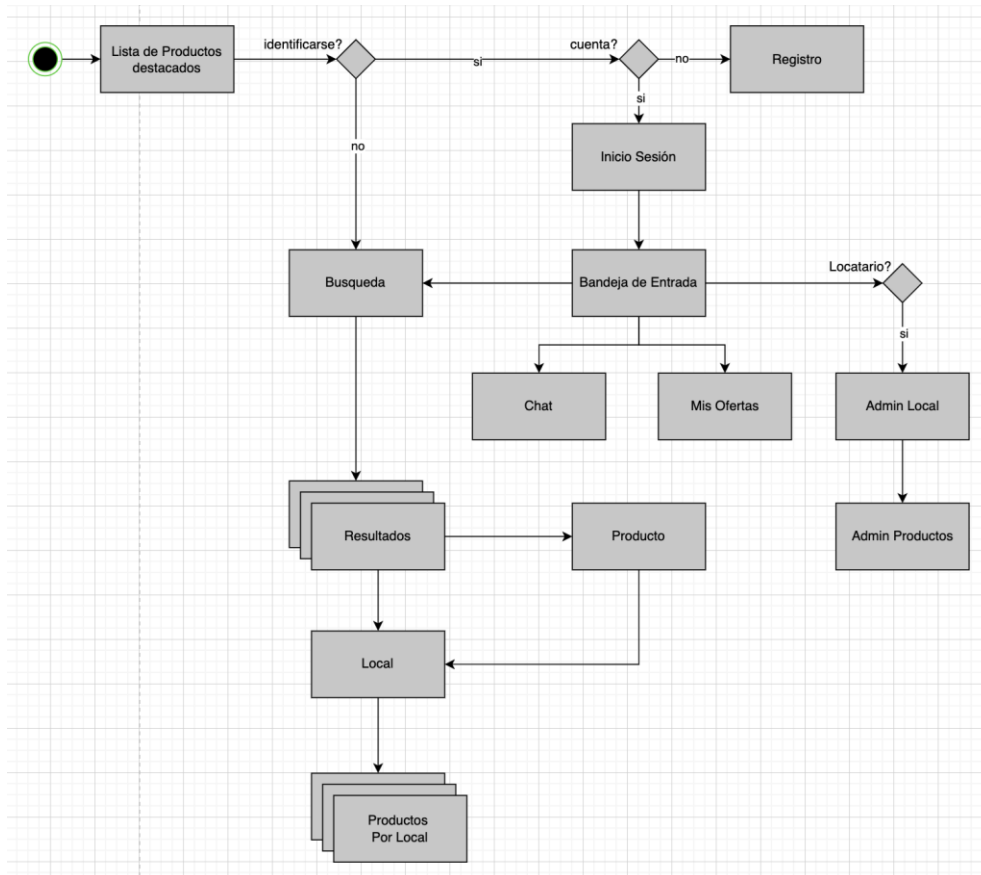 Lista de Productos
destacados
identificarse?
si
cuenta?
no
Registro
si
no
Inicio Sesión
Busqueda
Bandeja de Entrada
Locatario?
si
Chat
Mis Ofertas
Admin Local
Resultados
Producto
Admin Productos
Local
Productos
Por Local